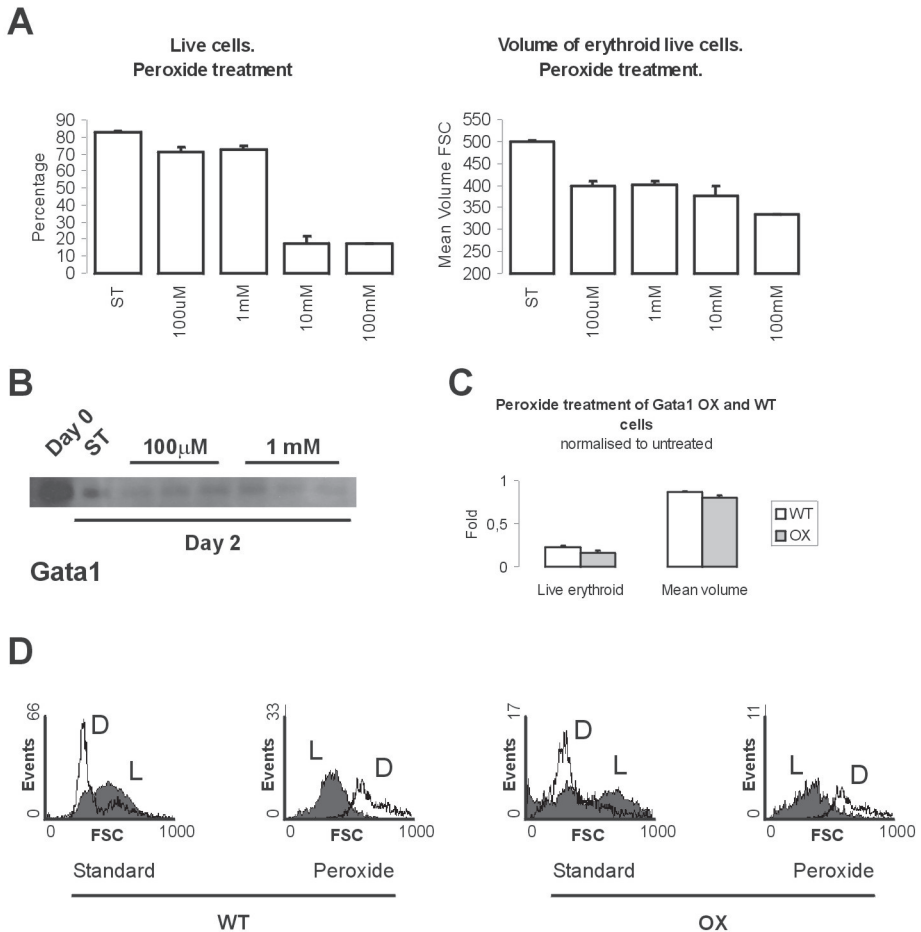 A
Live cells.
Peroxide treatment
Percentage
90
80
70
60
50
40
30
20
10
0
ST
100uM
1mM
10mM
100mM
Volume of erythroid live cells.
Peroxide treatment.
Mean Volume FSC
550
500
450
400
350
300
250
200
ST
100uM
1mM
10mM
100mM
B
Day 0
ST
100µM
1 mM
Day 2
Gata1
C
Peroxide treatment of Gata1 OX and WT
cells
normalised to untreated
Fold
1
0,5
0
Live erythroid
Mean volume
WT
OX
D
66
Events
0
D
L
0
FSC
1000
Standard
33
Events
0
L
D
0
FSC
1000
Peroxide
WT
17
Events
0
D
L
0
FSC
1000
Standard
11
Events
0
L
D
0
FSC
1000
Peroxide
OX